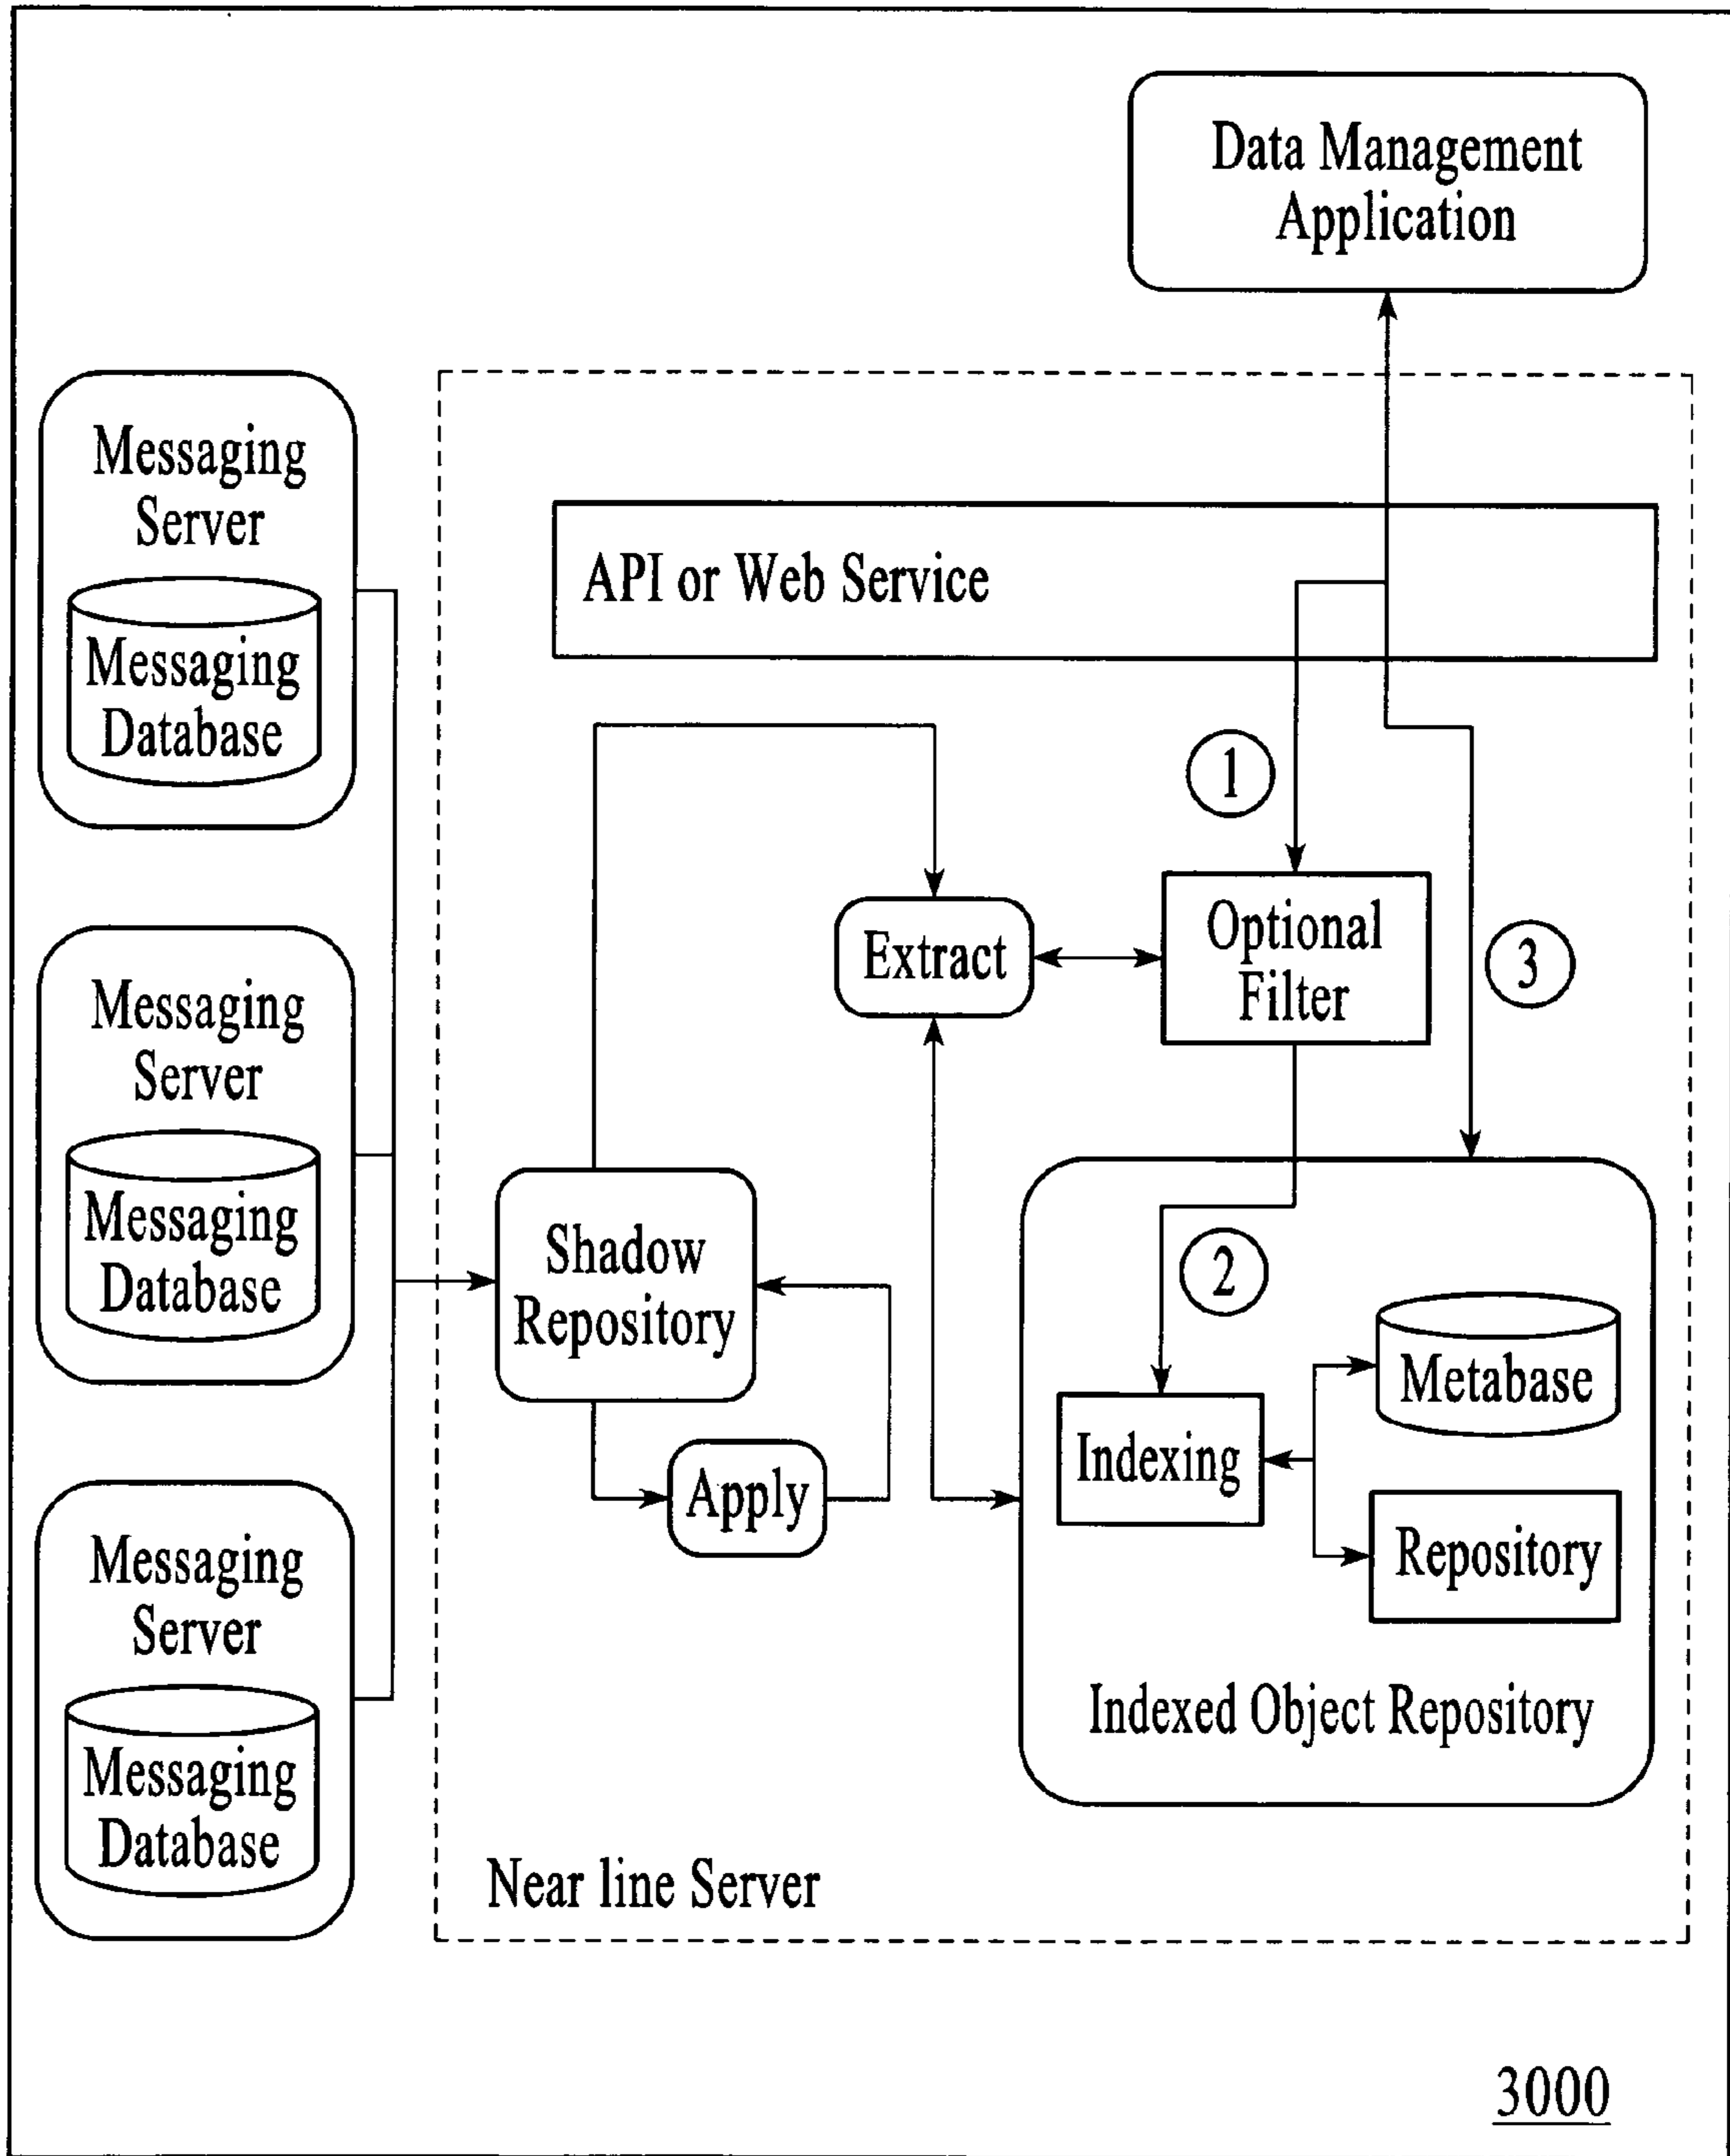 Data Management
Application
Messaging
Server
Messaging
Database
API or Web Service
1
Extract
Optional
Filter
3
Messaging
Server
Messaging
Database
Shadow
Repository
2
Metabase
Indexing
Apply
Repository
Messaging
Server
Messaging
Database
Indexed Object Repository
Near line Server
3000